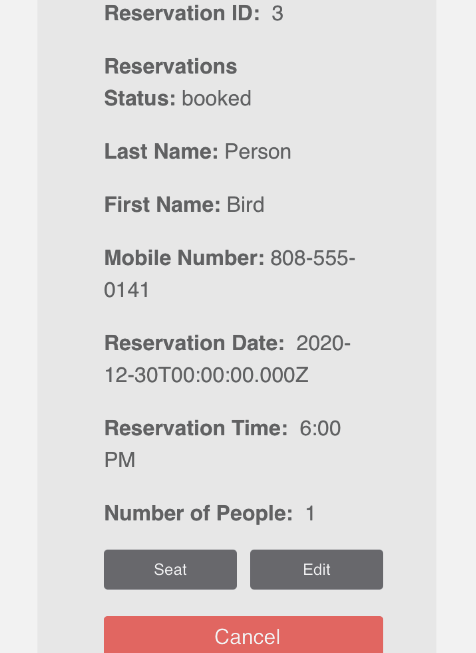 Reservation ID: 3
Reservations
Status: booked
Last Name: Person
First Name: Bird
Mobile Number: 808-555-
0141
Reservation Date: 2020-
12-30T00:00:00.000Z
Reservation Time: 6:00
PM
Number of People: 1
Seat Edit
Cancel